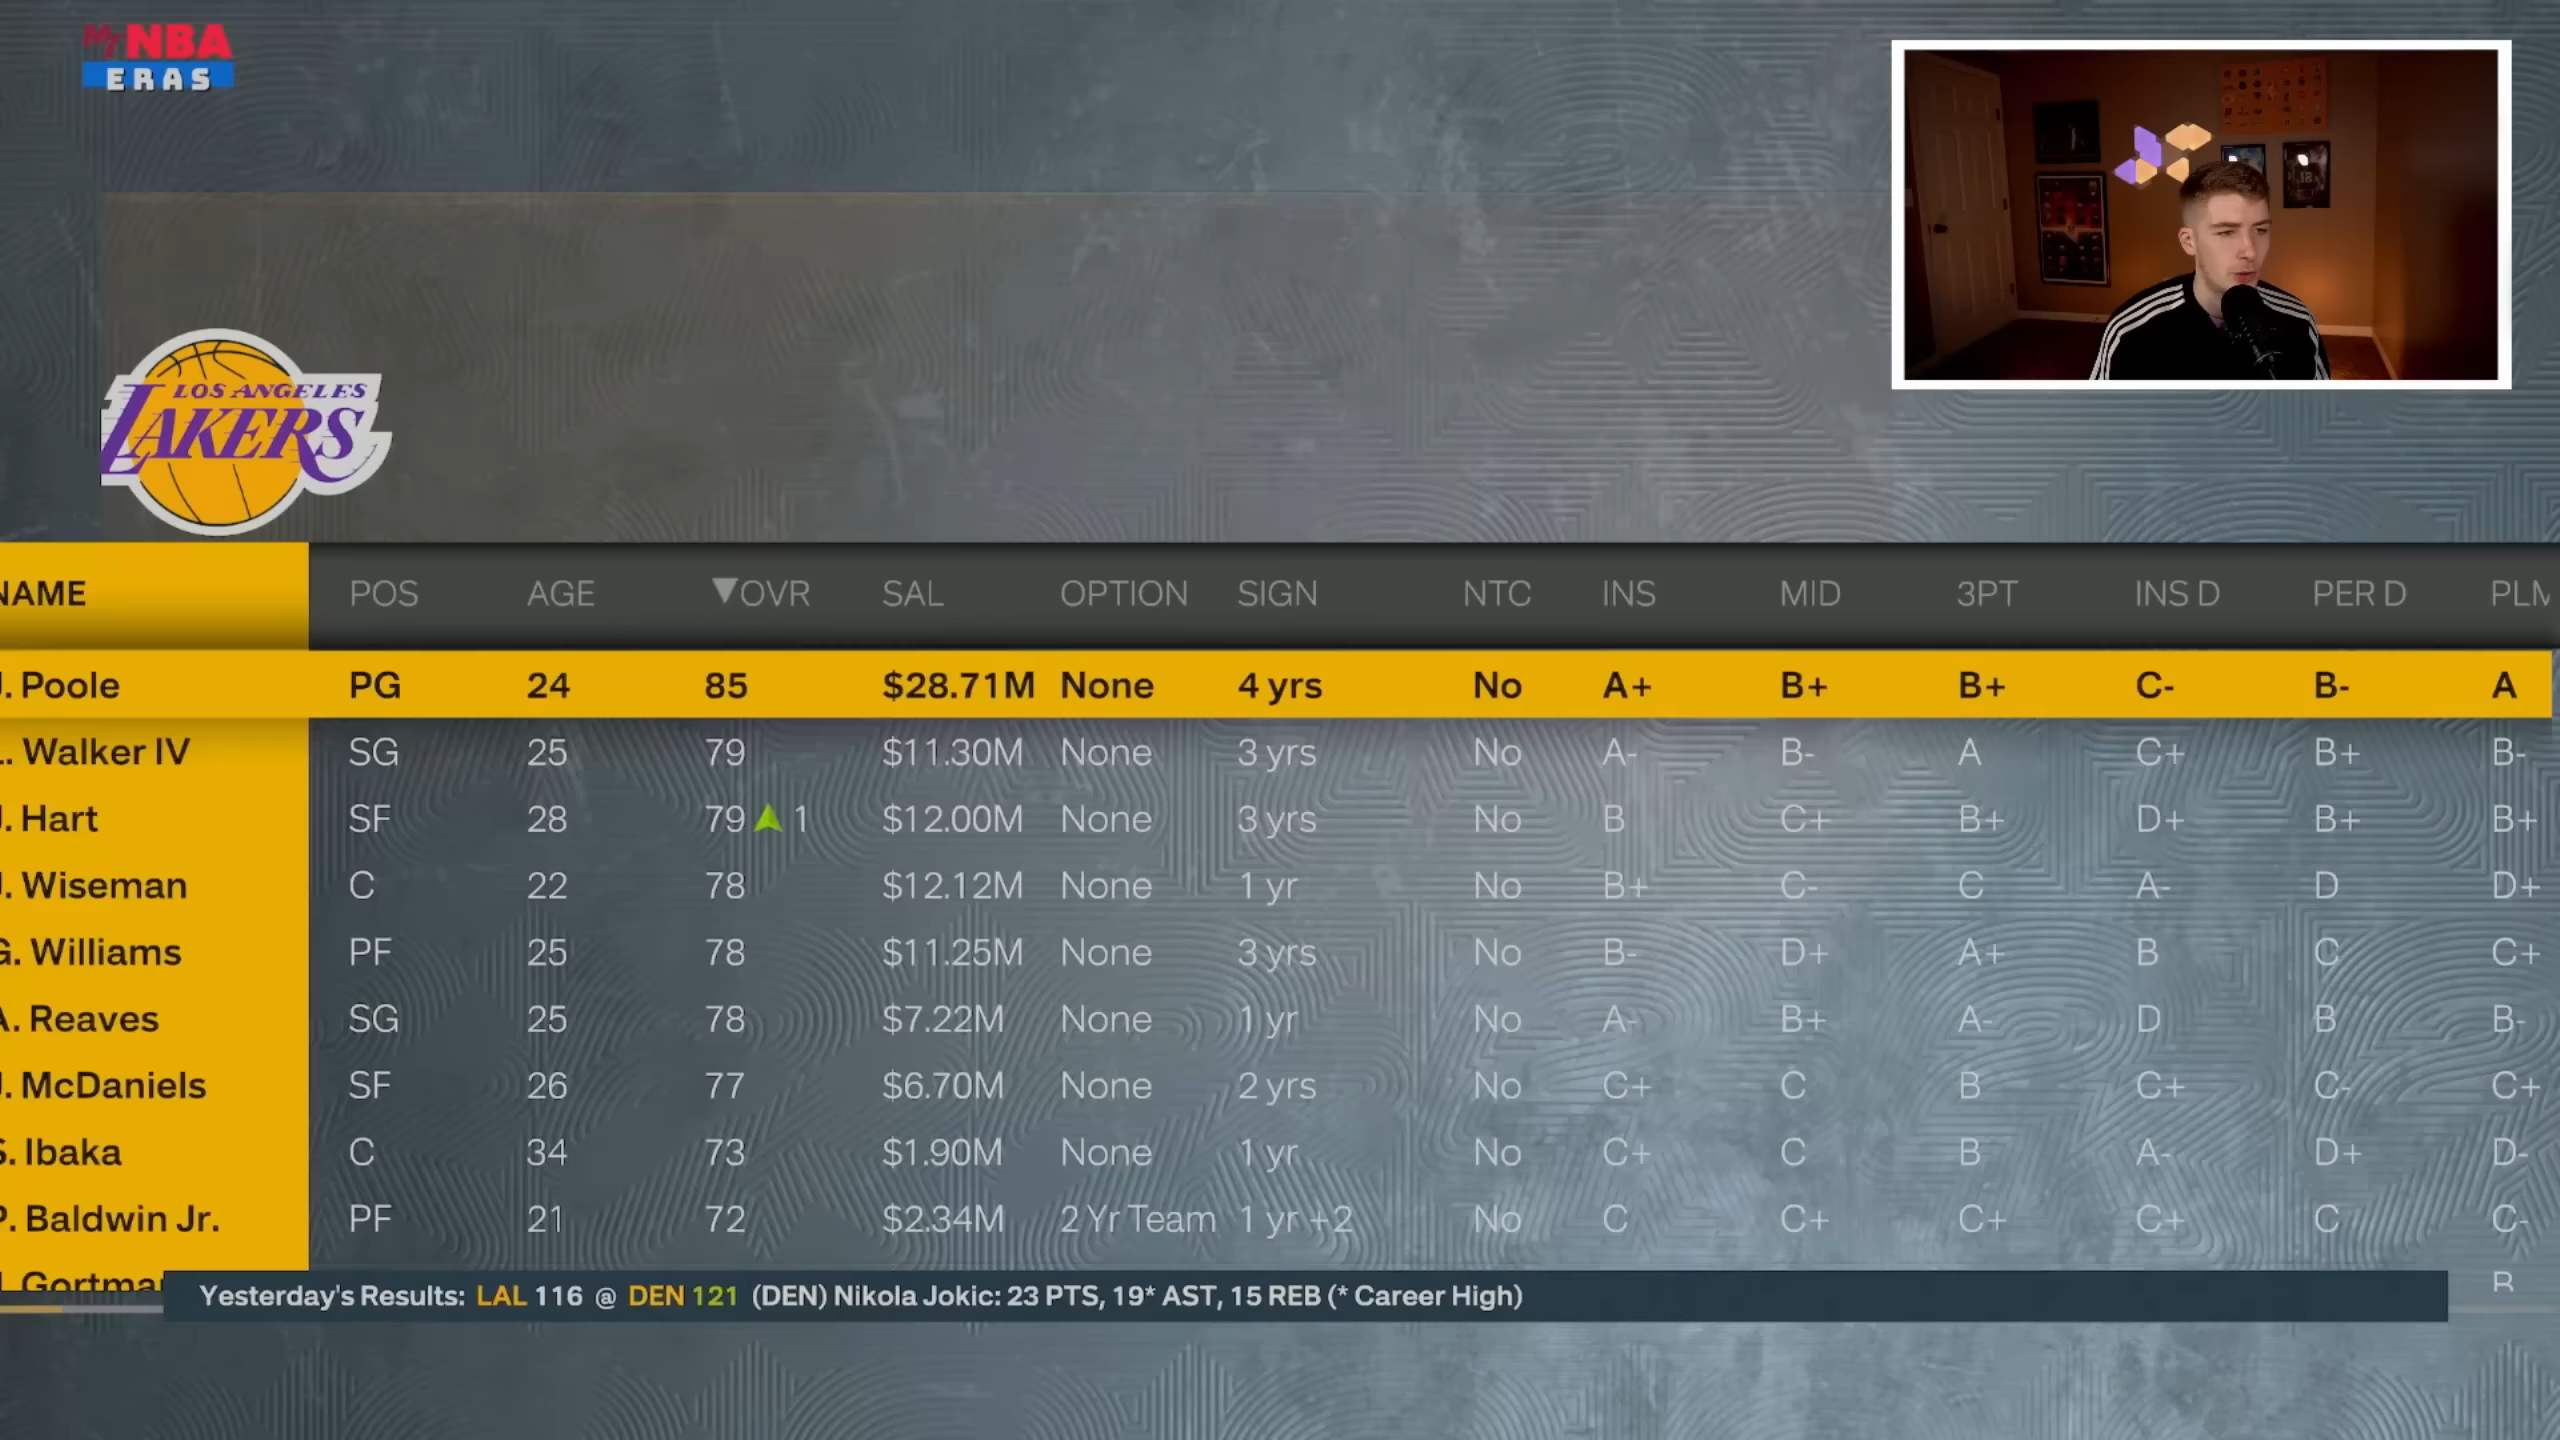 MyNBA
ERAS
LOS ANGELES
LAKERS
NAME POS AGE ▼OVR SAL OPTION SIGN NTC INS MID 3PT INS D PER D PLM
J. Poole PG 24 85 $28.71M None 4 yrs No A+ B+ B+ C- B- A
L. Walker IV SG 25 79 $11.30M None 3 yrs No A- B- A C+ B+ B-
J. Hart SF 28 79 ▲ 1 $12.00M None 3 yrs No B C+ B+ D+ B+ B+
J. Wiseman C 22 78 $12.12M None 1 yr No B+ C- C A- D D+
G. Williams PF 25 78 $11.25M None 3 yrs No B- D+ A+ B C C+
A. Reaves SG 25 78 $7.22M None 1 yr No A- B+ A- D B B-
J. McDaniels SF 26 77 $6.70M None 2 yrs No C+ C B C+ C- C+
S. Ibaka C 34 73 $1.90M None 1 yr No C+ C B A- D+ D-
P. Baldwin Jr. PF 21 72 $2.34M 2 Yr Team 1 yr +2 No C C+ C+ C+ C C-
Yesterday's Results: LAL 116 @ DEN 121 (DEN) Nikola Jokic: 23 PTS, 19* AST, 15 REB (* Career High)